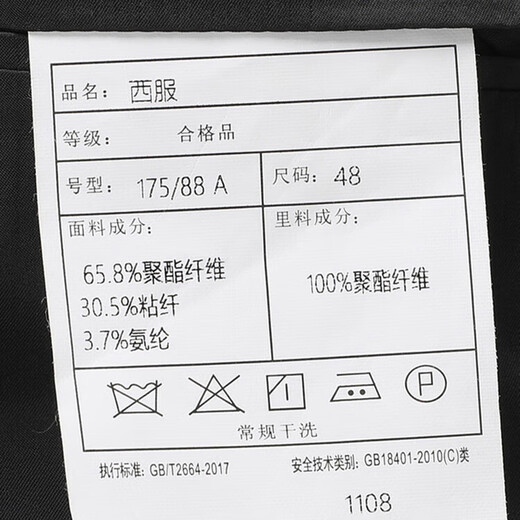 品名： 西服
等级： 合格品
号型： 175/88 A 尺码： 48
面料成分： 里料成分：
65.8%聚酯纤维
30.5%粘纤
3.7%氨纶
100%聚酯纤维
P
常规干洗
执行标准：GB/T2664-2017 安全技术类别：GB18401-2010(C)类
1108